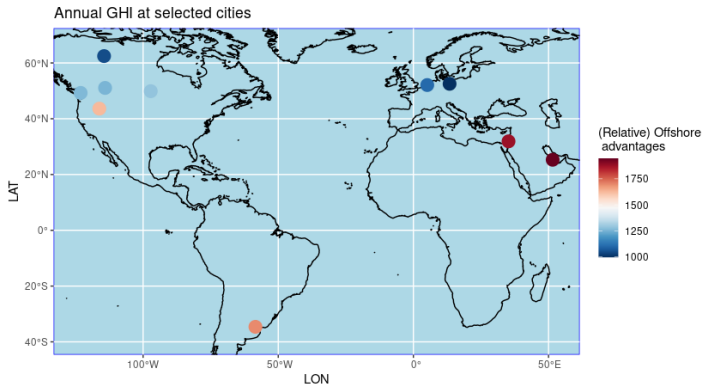 Annual GHI at selected cities
60°N
40°N
20°N
0°
20°S
40°S
LAT
100°W
50°W
0°
50°E
LON
(Relative) Offshore
advantages
1750
1500
1250
1000